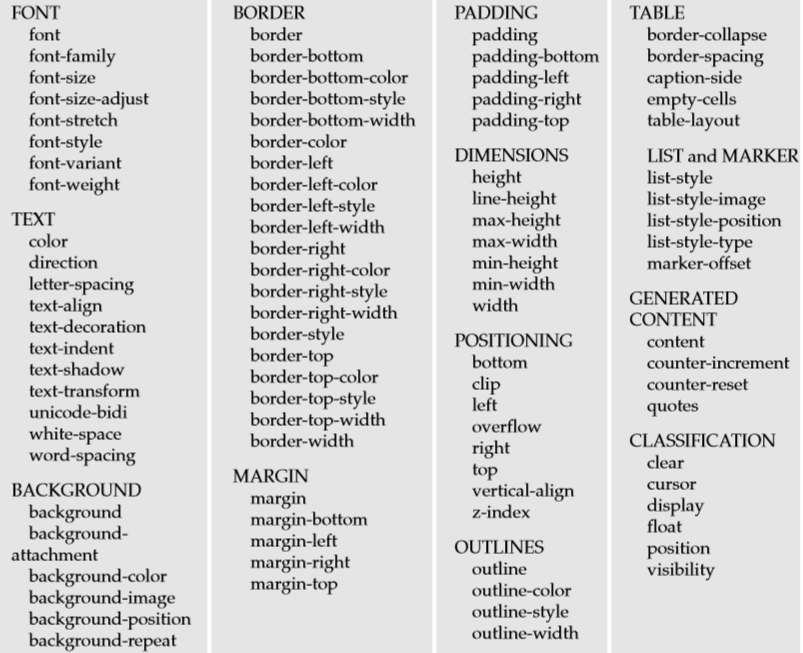 FONT
font
font-family
font-size
font-size-adjust
font-stretch
font-style
font-variant
font-weight
TEXT
color
direction
letter-spacing
text-align
text-decoration
text-indent
text-shadow
text-transform
unicode-bidi
white-space
word-spacing
BACKGROUND
background
background-
attachment
background-color
background-image
background-position
background-repeat
BORDER
border
border-bottom
border-bottom-color
border-bottom-style
border-bottom-width
border-color
border-left
border-left-color
border-left-style
border-left-width
border-right
border-right-color
border-right-style
border-right-width
border-style
border-top
border-top-color
border-top-style
border-top-width
border-width
MARGIN
margin
margin-bottom
margin-left
margin-right
margin-top
PADDING
padding
padding-bottom
padding-left
padding-right
padding-top
DIMENSIONS
height
line-height
max-height
max-width
min-height
min-width
width
POSITIONING
bottom
clip
left
overflow
right
top
vertical-align
z-index
OUTLINES
outline
outline-color
outline-style
outline-width
TABLE
border-collapse
border-spacing
caption-side
empty-cells
table-layout
LIST and MARKER
list-style
list-style-image
list-style-position
list-style-type
marker-offset
GENERATED
CONTENT
content
counter-increment
counter-reset
quotes
CLASSIFICATION
clear
cursor
display
float
position
visibility